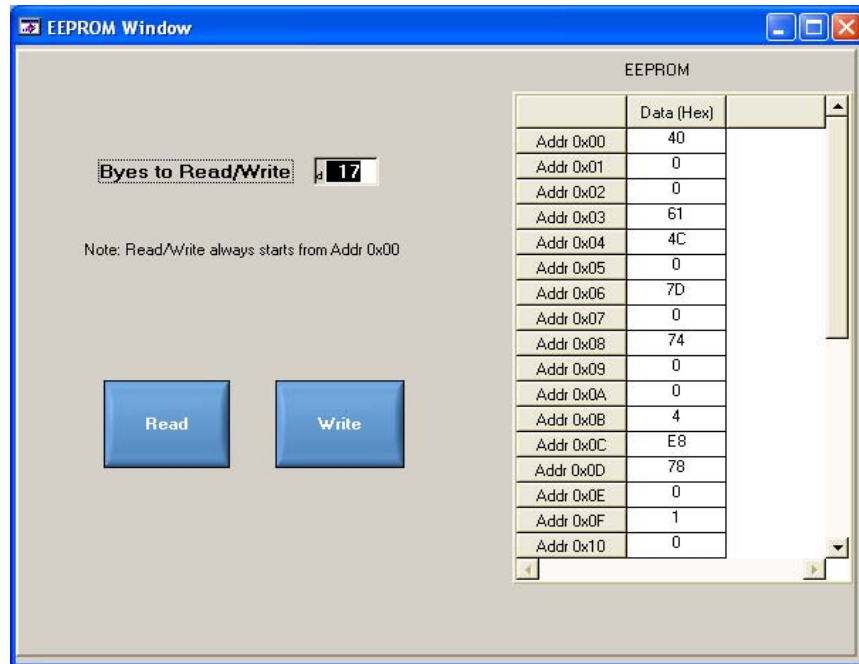 EEPROM Window
EEPROM
Data (Hex)
Byes to Read/Write d 17
Note: Read/Write always starts from Addr 0x00
Read Write
Addr 0x00 40
Addr 0x01 0
Addr 0x02 0
Addr 0x03 61
Addr 0x04 4C
Addr 0x05 0
Addr 0x06 7D
Addr 0x07 0
Addr 0x08 74
Addr 0x09 0
Addr 0x0A 0
Addr 0x0B 4
Addr 0x0C E8
Addr 0x0D 78
Addr 0x0E 0
Addr 0x0F 1
Addr 0x10 0